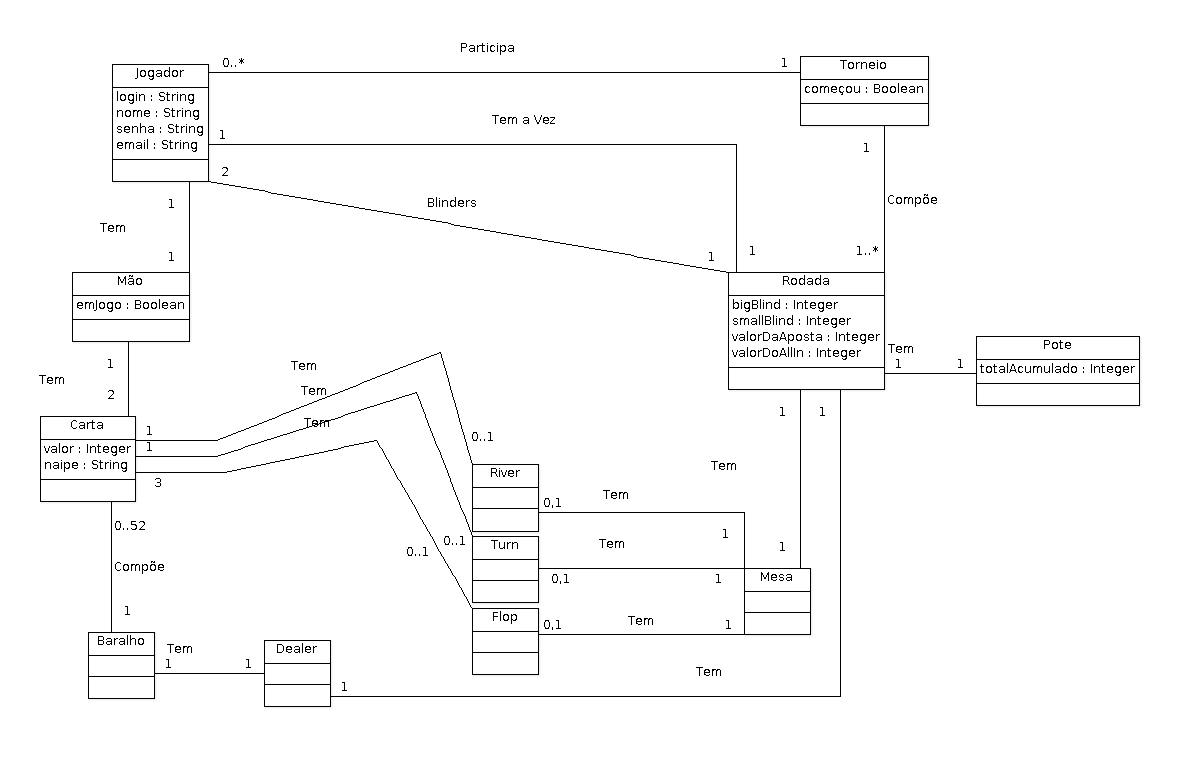 Participa
Jogador
0..*
1
Torneio
login : String
nome : String
senha : String
email : String
começou : Boolean
Tem a Vez
1
2
1
Blinders
Compõe
1
Tem
1
1
1
1..*
Mão
emJogo : Boolean
Rodada
bigBlind : Integer
smallBlind : Integer
valorDaAposta : Integer
valorDoAllIn : Integer
Tem
1
1
Pote
totalAcumulado : Integer
1
Tem
2
Tem
Tem
Tem
Carta
valor : Integer
naipe : String
1
1
3
0..1
0..1
0..1
1
1
Tem
1
River
0,1
Tem
1
Turn
0,1
Tem
1
Flop
0,1
Tem
1
Mesa
0..52
Compõe
1
Baralho
Tem
1
1
Dealer
1
Tem